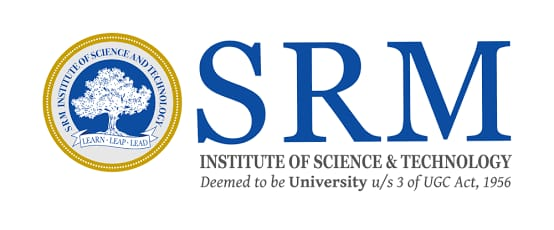 SRM INSTITUTE OF SCIENCE AND TECHNOLOGY
LEARN · LEAP · LEAD
SRM
INSTITUTE OF SCIENCE & TECHNOLOGY
Deemed to be University u/s 3 of UGC Act, 1956